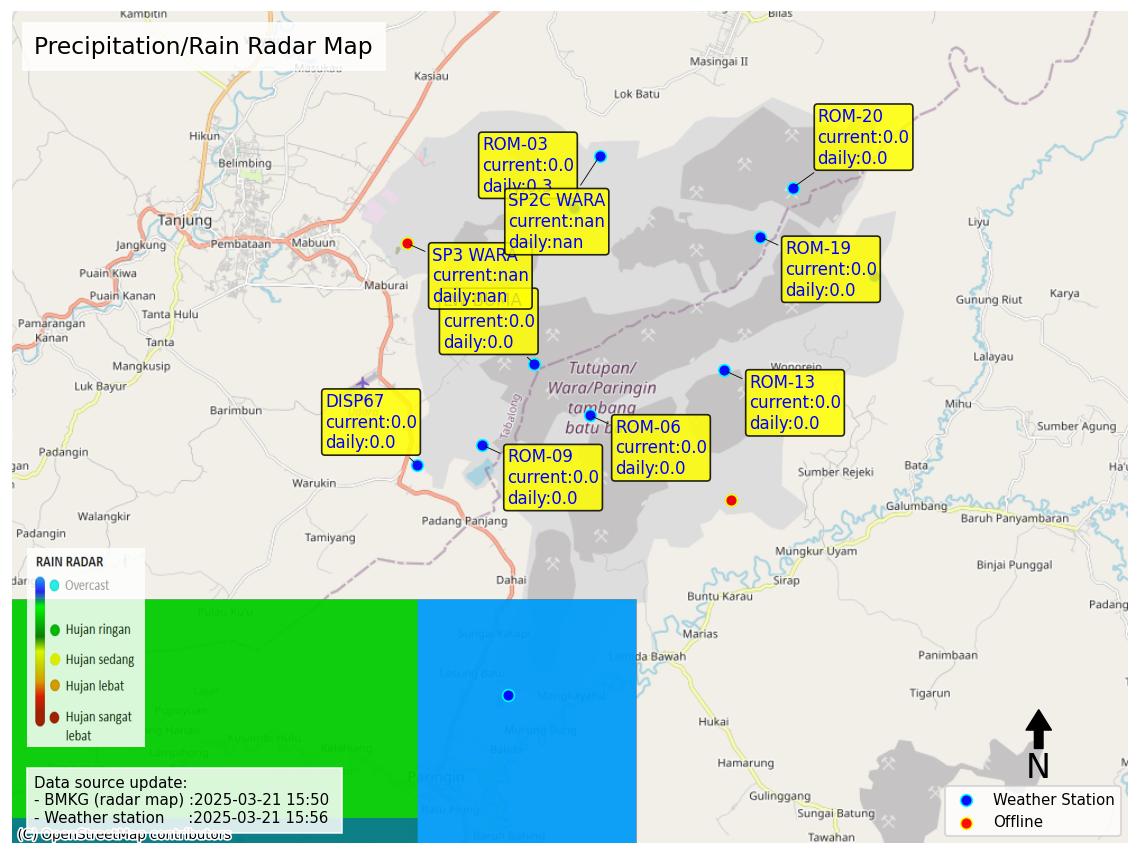 Precipitation/Rain Radar Map
Kambitin
Bilas
Masukau
Kasiau
Masingai II
Lok Batu
Hikun
Belimbing
Tanjung
Jangkung
Pembataan
Mabuun
Maburai
Puain Kiwa
Puain Kanan
Tanta Hulu
Pamarangan
Kanan
Tanta
Mangkusip
Luk Bayur
Barimbun
Liyu
Gunung Riut
Karya
Lalayau
Mihu
Sumber Agung
Wonorejo
ROM-03
current:0.0
daily:0.3
SP2C WARA
current:nan
daily:nan
ROM-20
current:0.0
daily:0.0
ROM-19
current:0.0
daily:0.0
SP3 WARA
current:nan
daily:nan
current:0.0
daily:0.0
Tutupan/
Wara/Paringin
tambang
batu b
Tabalong
ROM-13
current:0.0
daily:0.0
DISP67
current:0.0
daily:0.0
ROM-06
current:0.0
daily:0.0
ROM-09
current:0.0
daily:0.0
Warukin
Walangkir
Padangin
Padang Panjang
Tamiyang
Dahai
Sumber Rejeki
Bata
Galumbang
Baruh Panyambaran
Mungkur Uyam
Binjai Punggal
Sirap
Buntu Karau
Padang
Marias
Lamida Bawah
Panimbaan
Tigarun
Hukai
Hamarung
Gulinggang
Sungai Batung
Tawahan
RAIN RADAR
Overcast
Hujan ringan
Hujan sedang
Hujan lebat
Hujan sangat
lebat
Mangkayahu
Murung Ilung
Paringin
Data source update:
- BMKG (radar map) :2025-03-21 15:50
- Weather station :2025-03-21 15:56
(C) OpenStreetMap contributors
N
Weather Station
Offline